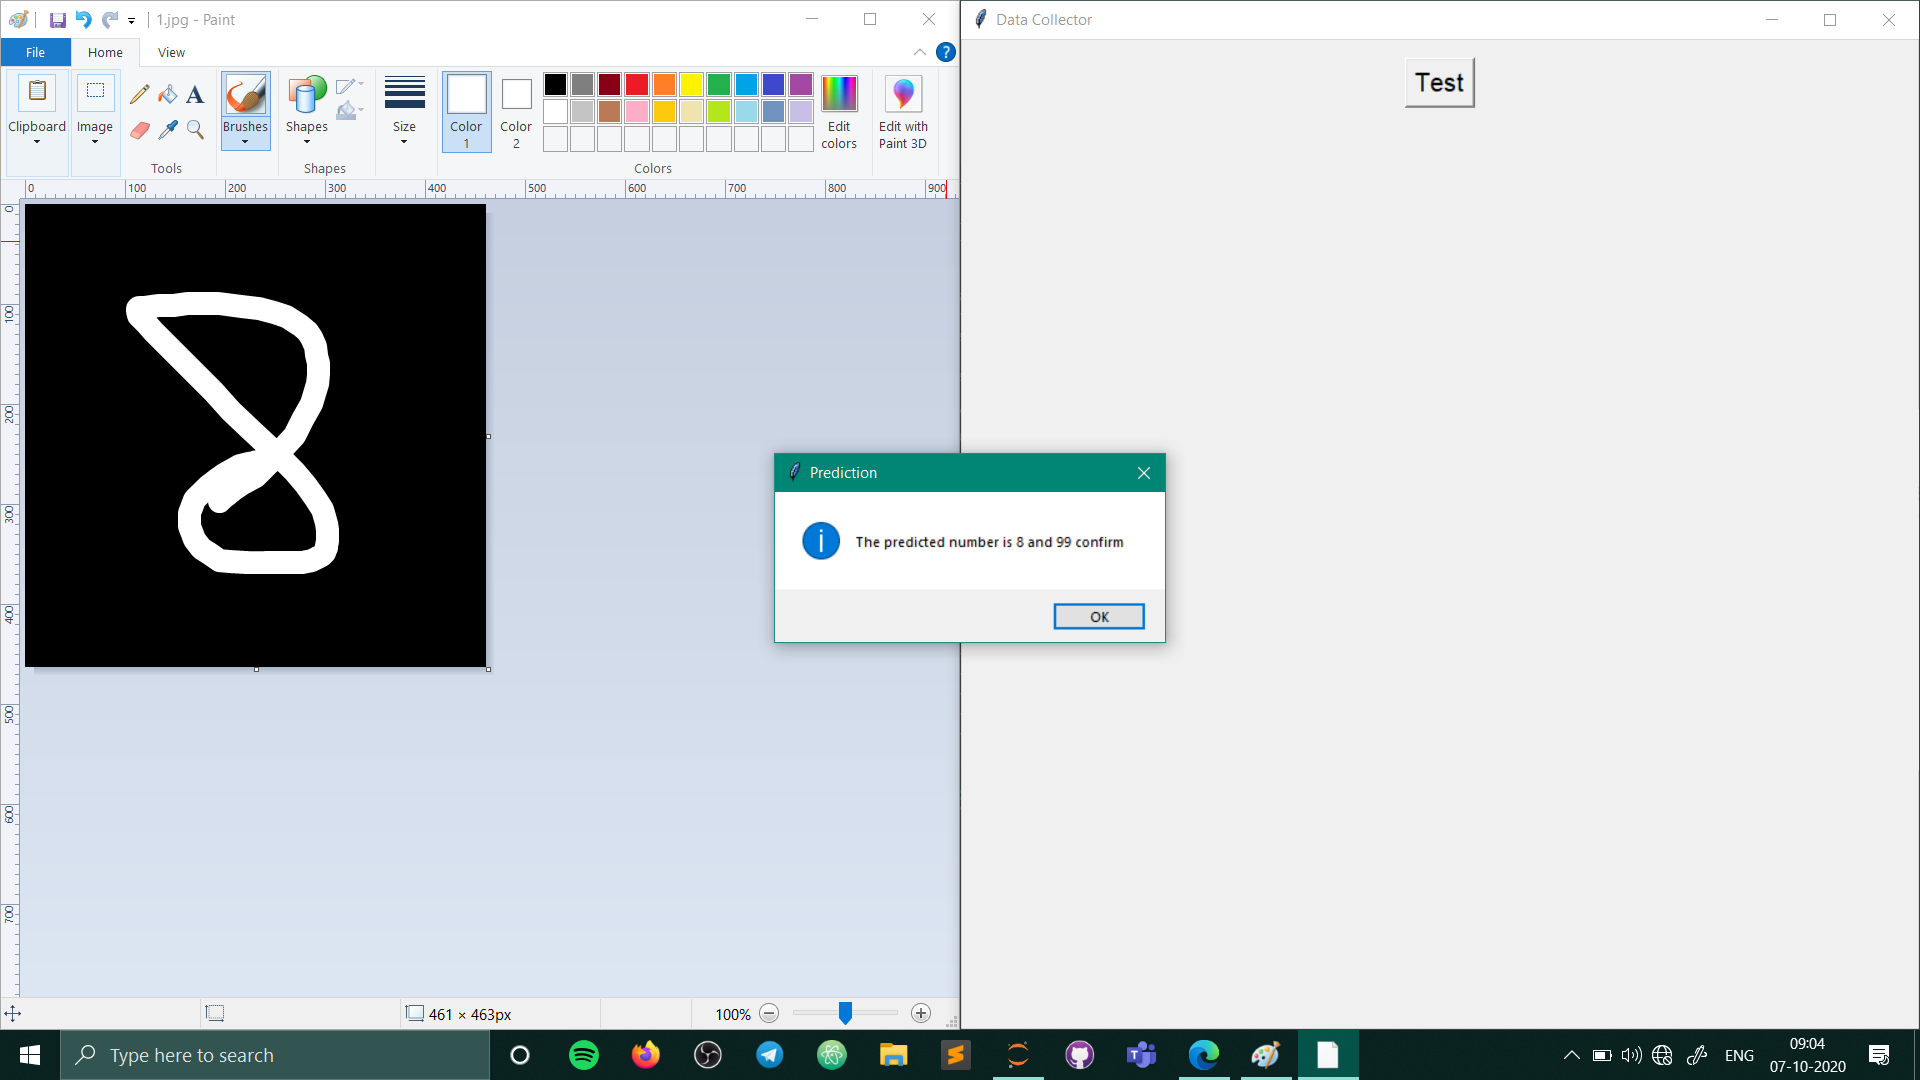 1.jpg - Paint
File
Home
View
Clipboard
Image
Tools
Brushes
Shapes
Shapes
Size
Color
1
Color
2
Edit
colors
Edit with
Paint 3D
Colors
0
100
200
300
400
500
600
700
800
900
0
100
200
300
400
500
600
700
8
461 × 463px
100%
Data Collector
Test
Prediction
The predicted number is 8 and 99 confirm
OK
Type here to search
ENG
09:04
07-10-2020